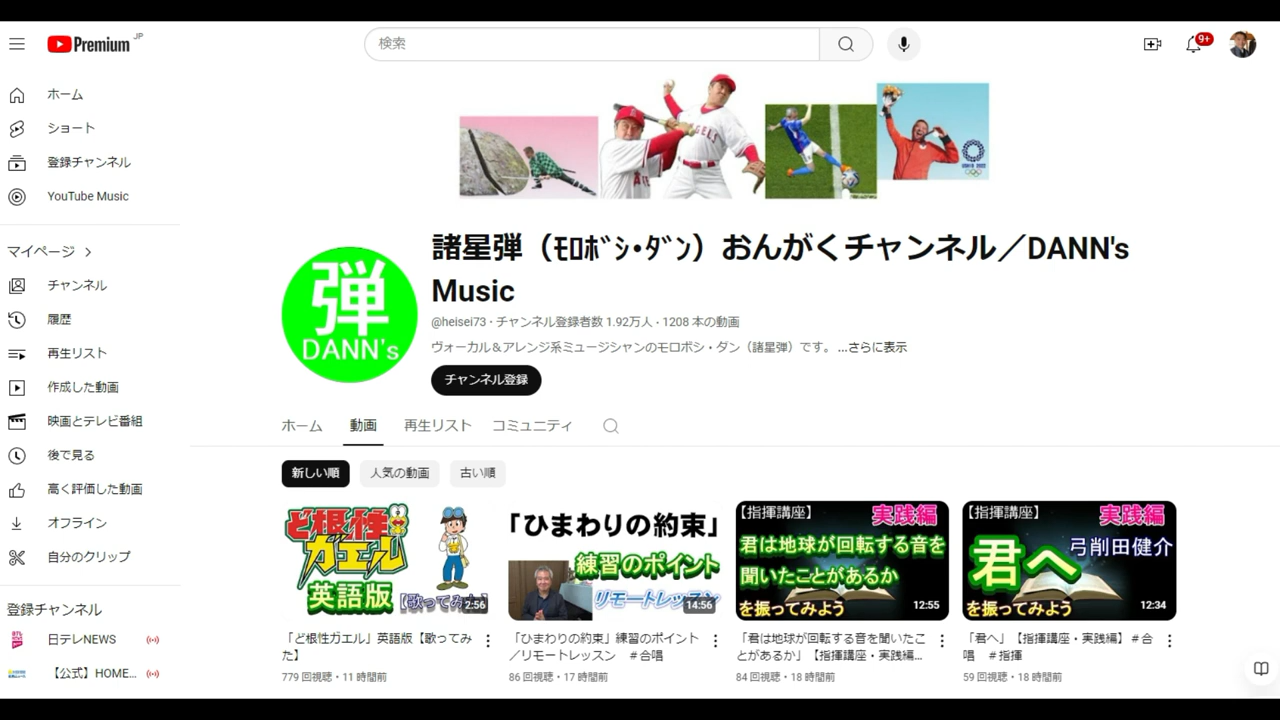 Premium JP
検索
9+
ホーム
ショート
登録チャンネル
YouTube Music
マイページ
チャンネル
履歴
再生リスト
作成した動画
映画とテレビ番組
後で見る
高く評価した動画
オフライン
自分のクリップ
登録チャンネル
日テレNEWS
【公式】HOME...
ANGELS
弾
DANN's
諸星弾（ﾓﾛﾎﾞｼ・ﾀﾞﾝ）おんがくチャンネル／DANN's
Music
@heisei73・チャンネル登録者数 1.92万人・1208 本の動画
ヴォーカル＆アレンジ系ミュージシャンのモロボシ・ダン（諸星弾）です。 ...さらに表示
チャンネル登録
ホーム 動画 再生リスト コミュニティ
新しい順 人気の動画 古い順
ど根性
ガエル
英語版
【歌ってみた】
2:56
「ど根性ガエル」英語版【歌ってみ
た】
779 回視聴・11 時間前
「ひまわりの約束」
練習のポイント
リモートレッスン
14:56
「ひまわりの約束」練習のポイント
／リモートレッスン　＃合唱
86 回視聴・17 時間前
【指揮講座】 実践編
君は地球が回転する音を
聞いたことがあるか
を振ってみよう
12:55
「君は地球が回転する音を聞いたこ
とがあるか」【指揮講座・実践編...
84 回視聴・18 時間前
【指揮講座】 実践編
君へ 弓削田健介
を振ってみよう
12:34
「君へ」【指揮講座・実践編】＃合
唱　＃指揮
59 回視聴・18 時間前